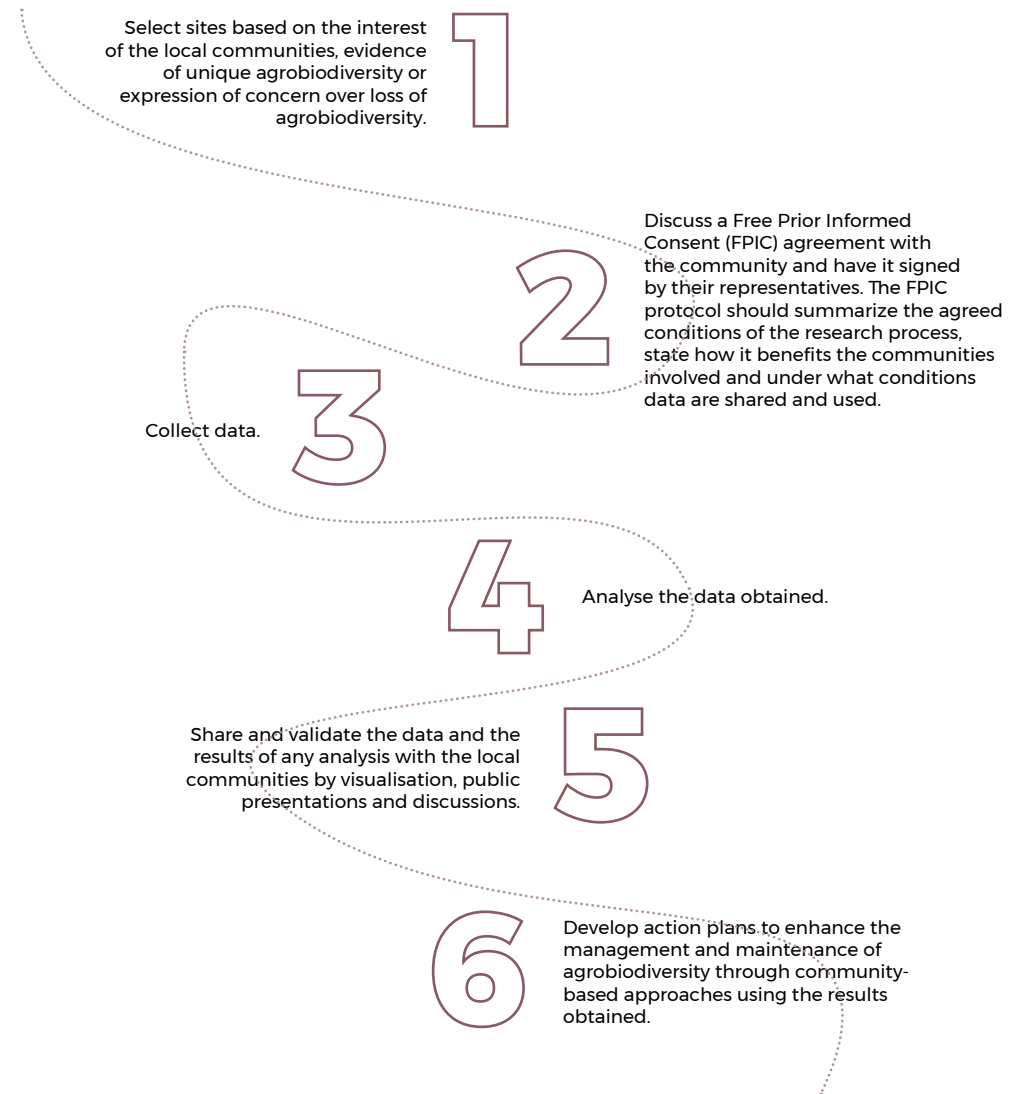 1
Select sites based on the interest
of the local communities, evidence
of unique agrobiodiversity or
expression of concern over loss of
agrobiodiversity.
2
Discuss a Free Prior Informed
Consent (FPIC) agreement with
the community and have it signed
by their representatives. The FPIC
protocol should summarize the agreed
conditions of the research process,
state how it benefits the communities
involved and under what conditions
data are shared and used.
3
Collect data.
4
Analyse the data obtained.
5
Share and validate the data and the
results of any analysis with the local
communities by visualisation, public
presentations and discussions.
6
Develop action plans to enhance the
management and maintenance of
agrobiodiversity through community-
based approaches using the results
obtained.